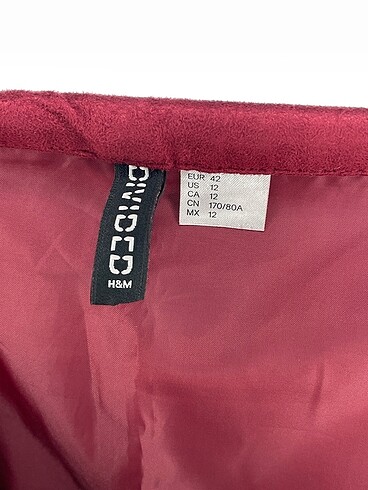 DIVIDED
H&M
EUR 42
US 12
CA 12
CN 170/80A
MX 12